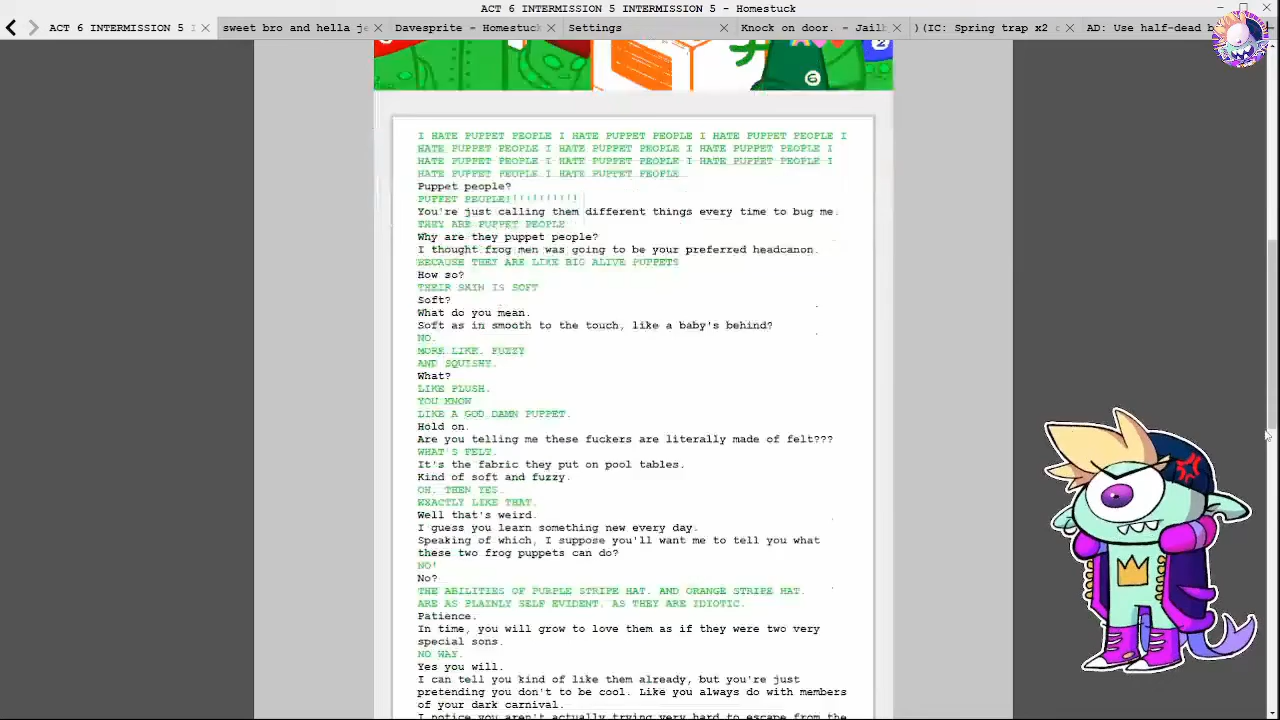 ACT 6 INTERMISSION 5 INTERMISSION 5 - Homestuck
ACT 6 INTERMISSION 5 I
sweet bro and hella je
Davesprite — Homestuck
Settings
Knock on door. - Jailb
)(IC: Spring trap x2 c
AD: Use half-dead
2
6
I HATE PUPPET PEOPLE I HATE PUPPET PEOPLE I HATE PUPPET PEOPLE I
HATE PUPPET PEOPLE I HATE PUPPET PEOPLE I HATE PUPPET PEOPLE I
HATE PUPPET PEOPLE I HATE PUPPET PEOPLE I HATE PUPPET PEOPLE I
HATE PUPPET PEOPLE I HATE PUPPET PEOPLE
Puppet people?
PUPPET PEOPLE!!!!!!!!!!!
You're just calling them different things every time to bug me.
THEY ARE PUPPET PEOPLE
Why are they puppet people?
I thought frog men was going to be your preferred headcanon.
BECAUSE THEY ARE LIKE BIG ALIVE PUPPETS
How so?
THEIR SKIN IS SOFT
Soft?
What do you mean.
Soft as in smooth to the touch, like a baby's behind?
NO.
MORE LIKE. FUZZY
AND SQUISHY.
What?
LIKE PLUSH.
YOU KNOW
LIKE A GOD DAMN PUPPET.
Hold on.
Are you telling me these fuckers are literally made of felt???
WHAT'S FELT.
It's the fabric they put on pool tables.
Kind of soft and fuzzy.
OH. THEN YES.
EXACTLY LIKE THAT.
Well that's weird.
I guess you learn something new every day.
Speaking of which, I suppose you'll want me to tell you what
these two frog puppets can do?
NO!
No?
THE ABILITIES OF PURPLE STRIPE HAT. AND ORANGE STRIPE HAT.
ARE AS PLAINLY SELF EVIDENT, AS THEY ARE IDIOTIC.
Patience.
In time, you will grow to love them as if they were two very
special sons.
NO WAY.
Yes you will.
I can tell you kind of like them already, but you're just
pretending you don't to be cool. Like you always do with members
of your dark carnival.
I notice you aren't actually trying very hard to escape from the